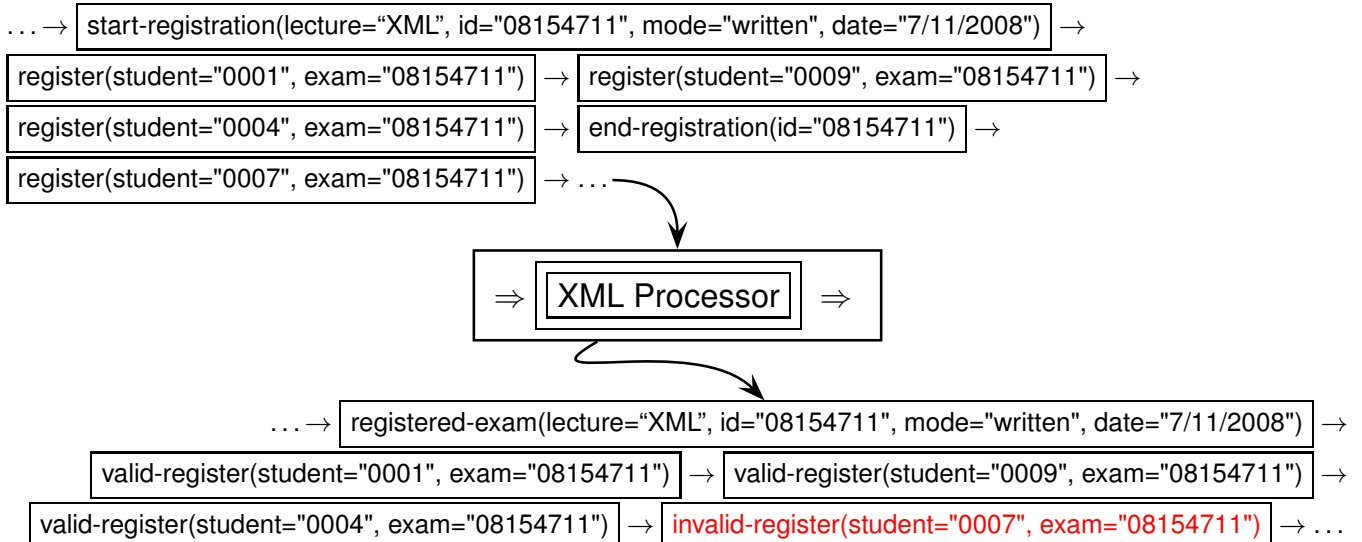 ...→ start-registration(lecture=“XML”, id="08154711", mode="written", date="7/11/2008") →
register(student="0001", exam="08154711") → register(student="0009", exam="08154711") →
register(student="0004", exam="08154711") → end-registration(id="08154711") →
register(student="0007", exam="08154711") → ...
⇒ XML Processor ⇒
...→ registered-exam(lecture=“XML”, id="08154711", mode="written", date="7/11/2008") →
valid-register(student="0001", exam="08154711") → valid-register(student="0009", exam="08154711") →
valid-register(student="0004", exam="08154711") → invalid-register(student="0007", exam="08154711") → ...